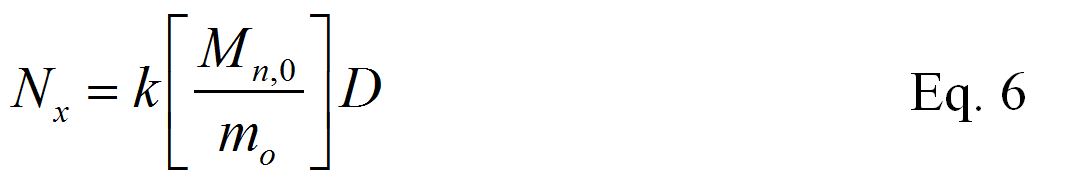 N_x = k[M_{n,0}/m_o]D Eq. 6